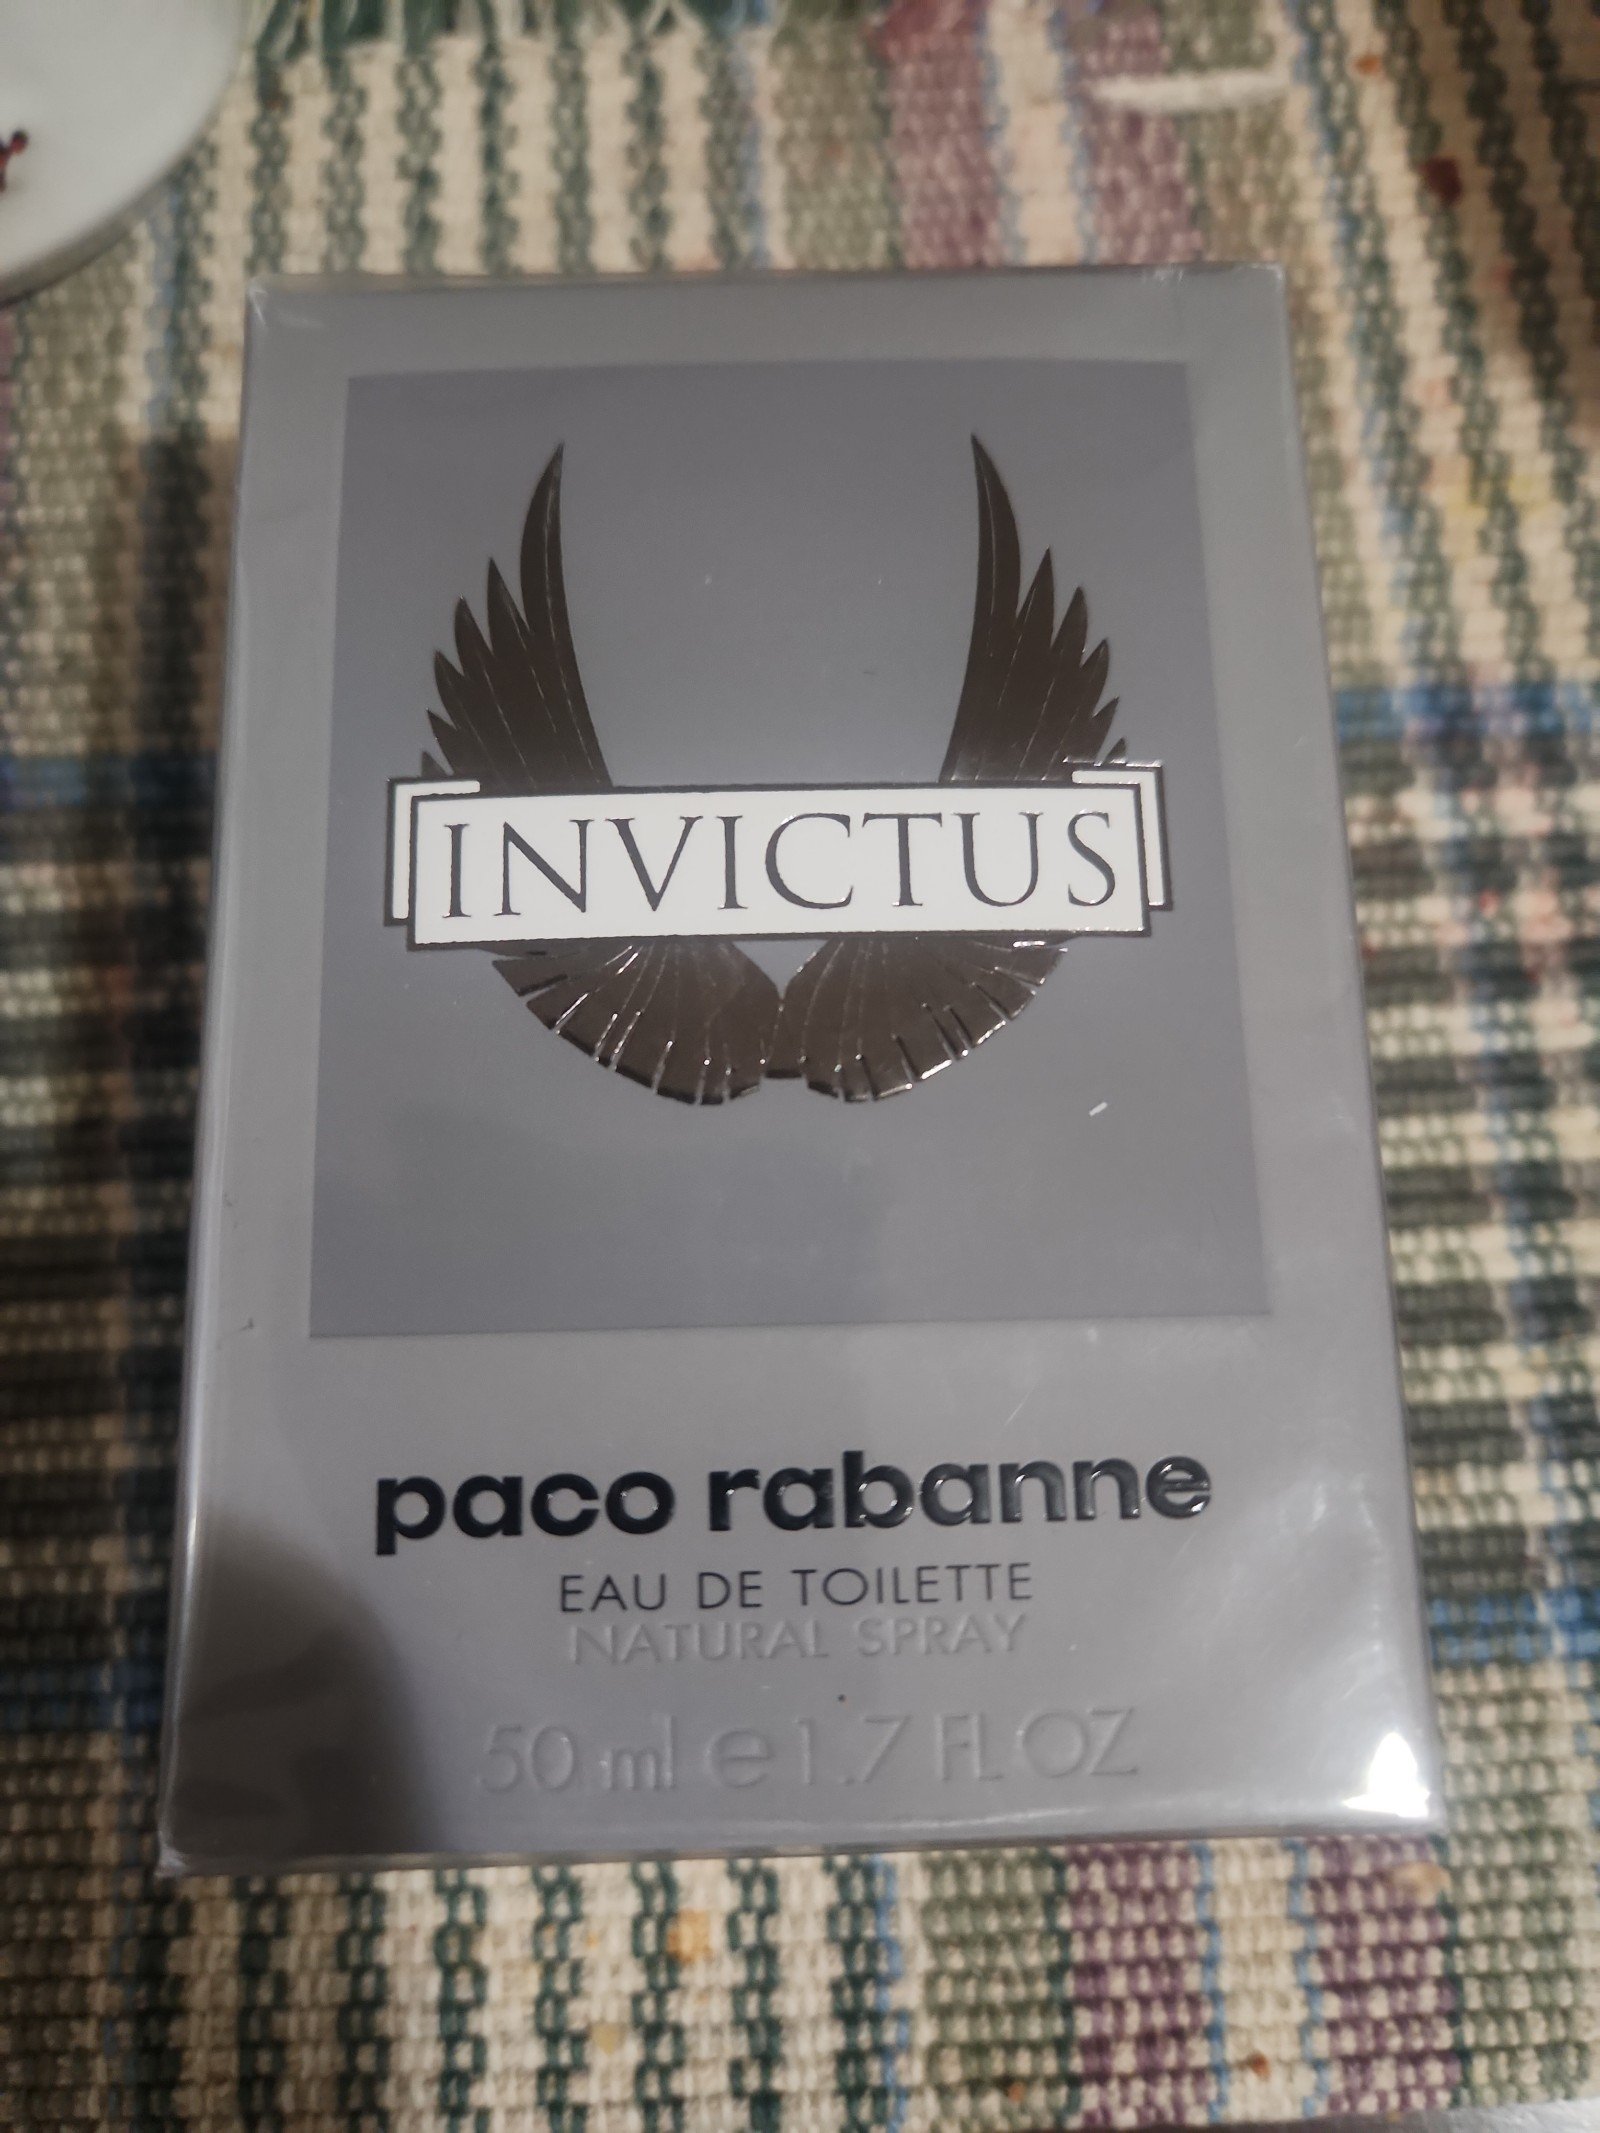 INVICTUS
paco rabanne
EAU DE TOILETTE
NATURAL SPRAY
50 ml e 1.7 FL OZ